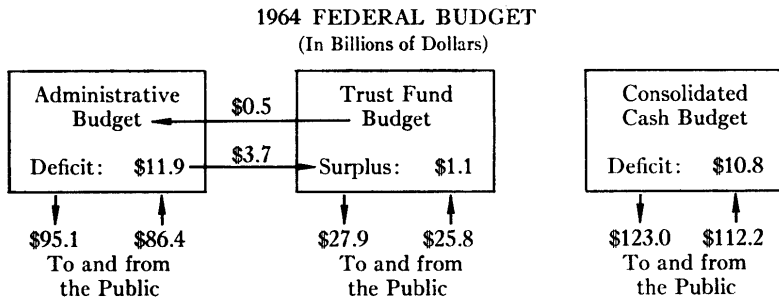 1964 FEDERAL BUDGET
(In Billions of Dollars)
Administrative
Budget
Deficit: $11.9
$0.5
$3.7
Trust Fund
Budget
Surplus: $1.1
Consolidated
Cash Budget
Deficit: $10.8
$95.1 $86.4
To and from
the Public
$27.9 $25.8
To and from
the Public
$123.0 $112.2
To and from
the Public